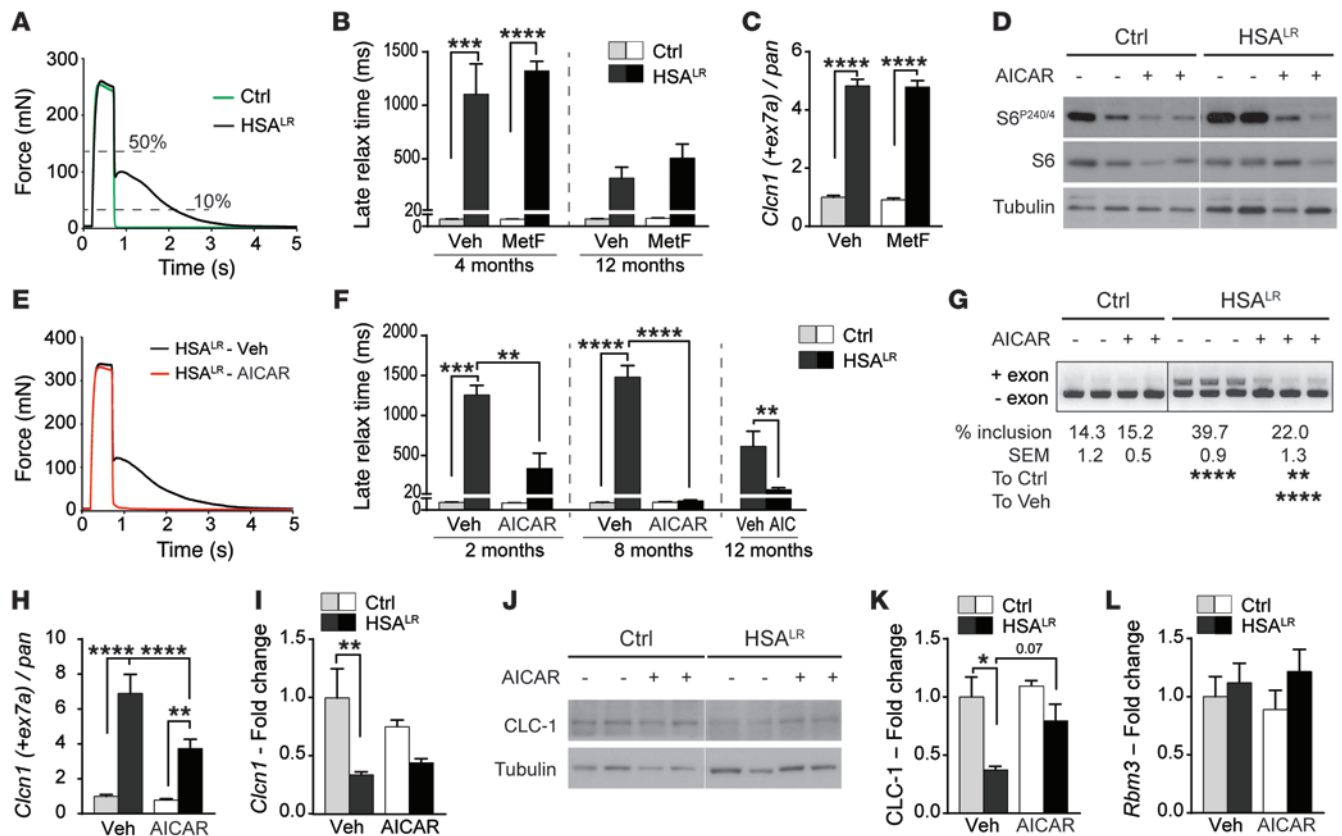 A
Force (mN)
300
200
100
0
Ctrl
HSALR
50%
10%
0 1 2 3 4 5
Time (s)
B
Late relax time (ms)
1500
1000
500
20
0
*** ****
Ctrl
HSALR
Veh MetF Veh MetF
4 months 12 months
C
Clcn1 (+ex7a) / pan
6
4
2
0
**** ****
Veh MetF
D
Ctrl HSALR
AICAR - - + + - - + +
S6P240/4
S6
Tubulin
E
Force (mN)
400
300
200
100
0
HSALR - Veh
HSALR - AICAR
0 1 2 3 4 5
Time (s)
F
Late relax time (ms)
2000
1500
1000
500
20
0
*** ** **** **** **
Ctrl
HSALR
Veh AICAR Veh AICAR Veh AIC
2 months 8 months 12 months
G
Ctrl HSALR
AICAR - - + + - - - + + +
+ exon
- exon
% inclusion 14.3 15.2 39.7 22.0
SEM 1.2 0.5 0.9 1.3
To Ctrl **** **
To Veh ****
H
Clcn1 (+ex7a) / pan
10
8
6
4
2
0
**** ****
**
Veh AICAR
I
Ctrl
HSALR
Clcn1 - Fold change
1.5
1.0
0.5
0.0
**
Veh AICAR
J
Ctrl HSALR
AICAR - - + + - - + +
CLC-1
Tubulin
K
Ctrl
HSALR
CLC-1 – Fold change
1.5
1.0
0.5
0.0
* 0.07
Veh AICAR
L
Ctrl
HSALR
Rbm3 – Fold change
1.5
1.0
0.5
0.0
Veh AICAR